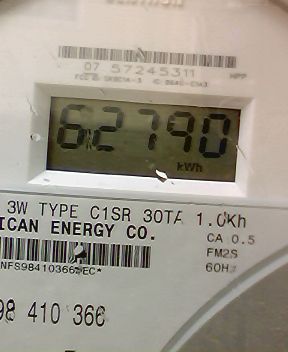 07 57245311
HPP
62790
kWh
3W TYPE C1SR 30TA 1.0Kh
ICAN ENERGY CO.
CA 0.5
FM2S
60Hz
98 410 366